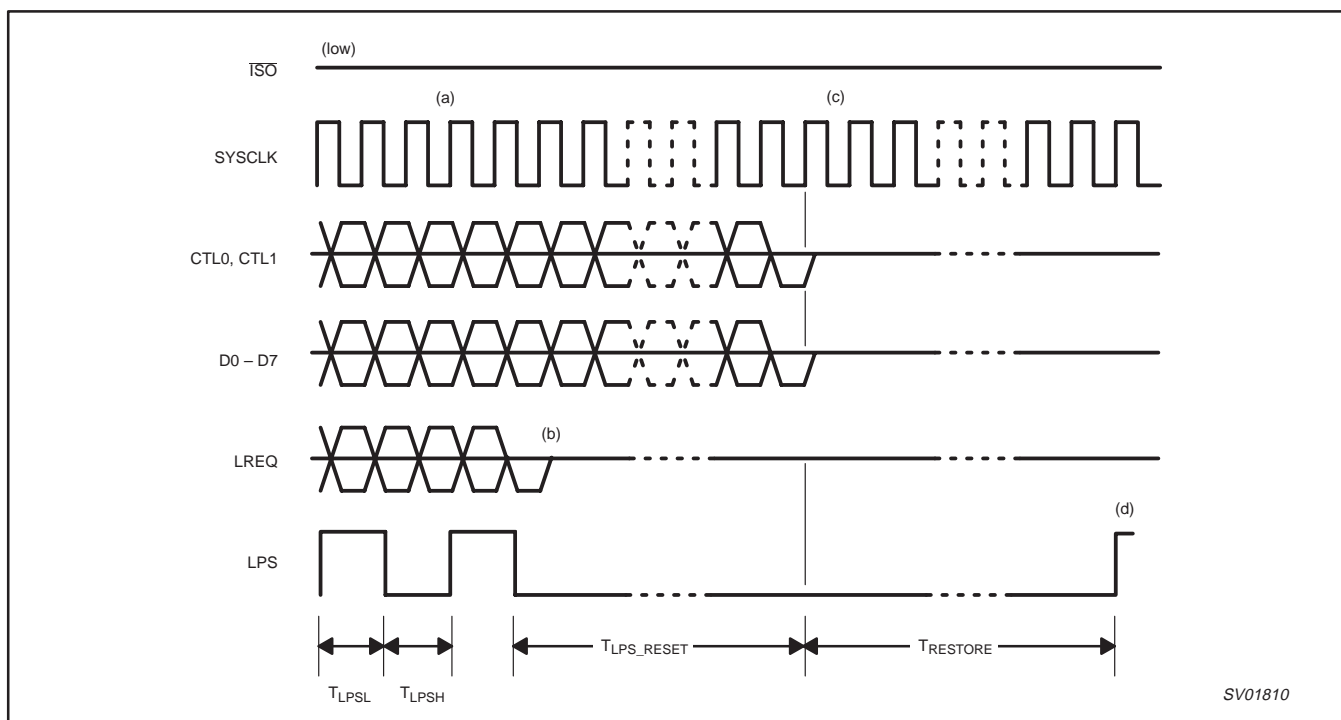 (low)
ISO
(a)
(c)
SYSCLK
CTL0, CTL1
D0 – D7
(b)
LREQ
(d)
LPS
TLPS_RESET
TRESTORE
TLPSL
TLPSH
SV01810